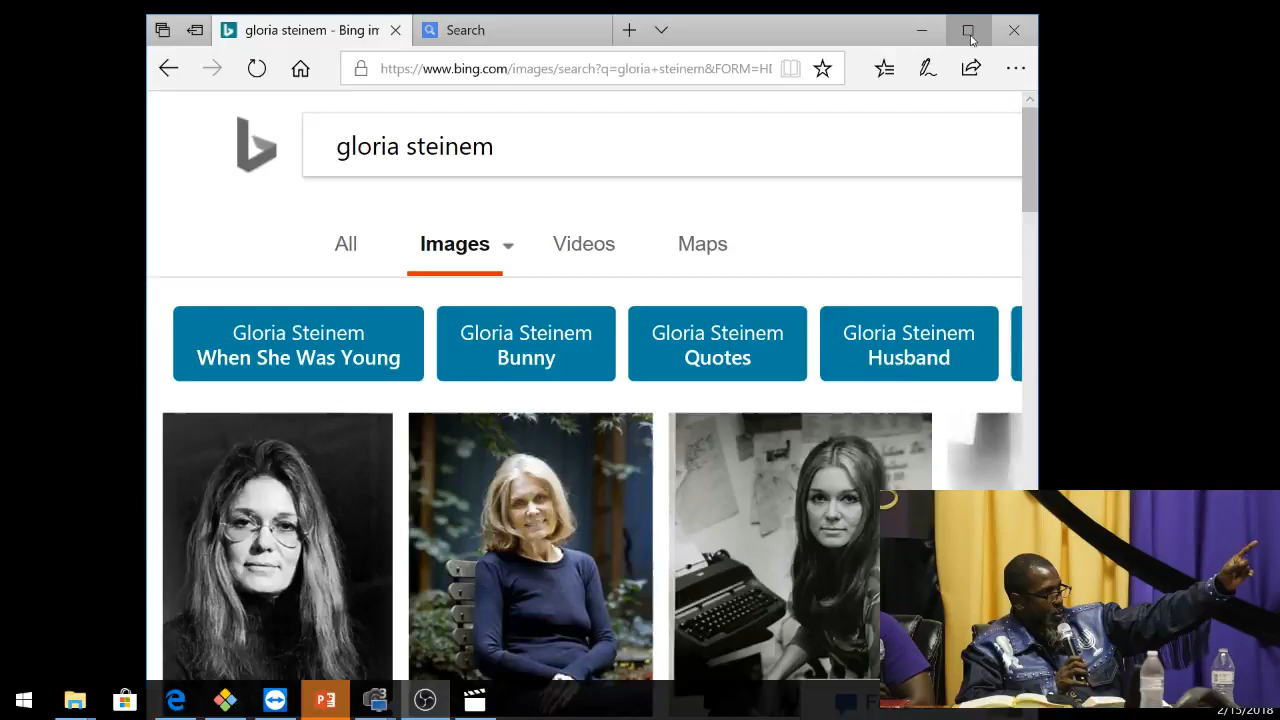 gloria steinem - Bing im
Search
https://www.bing.com/images/search?q=gloria+steinem&FORM=HI
gloria steinem
All
Images
Videos
Maps
Gloria Steinem
When She Was Young
Gloria Steinem
Bunny
Gloria Steinem
Quotes
Gloria Steinem
Husband
2/15/2018